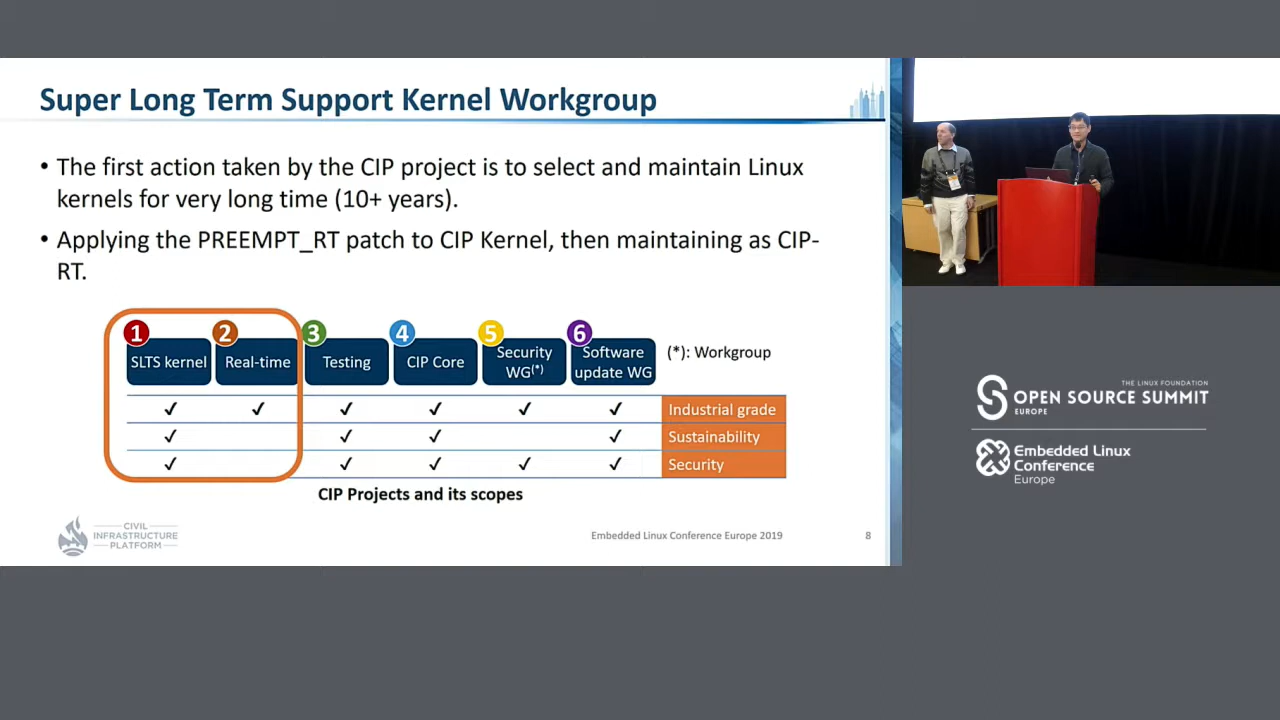 Super Long Term Support Kernel Workgroup
• The first action taken by the CIP project is to select and maintain Linux
kernels for very long time (10+ years).
• Applying the PREEMPT_RT patch to CIP Kernel, then maintaining as CIP-
RT.
1 2 3 4 5 6
SLTS kernel Real-time Testing CIP Core Security WG(*) Software update WG (*): Workgroup
✓ ✓ ✓ ✓ ✓ ✓ Industrial grade
✓ ✓ ✓ ✓ Sustainability
✓ ✓ ✓ ✓ ✓ Security
CIP Projects and its scopes
CIVIL
INFRASTRUCTURE
PLATFORM
Embedded Linux Conference Europe 2019 8
THE LINUX FOUNDATION
OPEN SOURCE SUMMIT
EUROPE
Embedded Linux
Conference
Europe